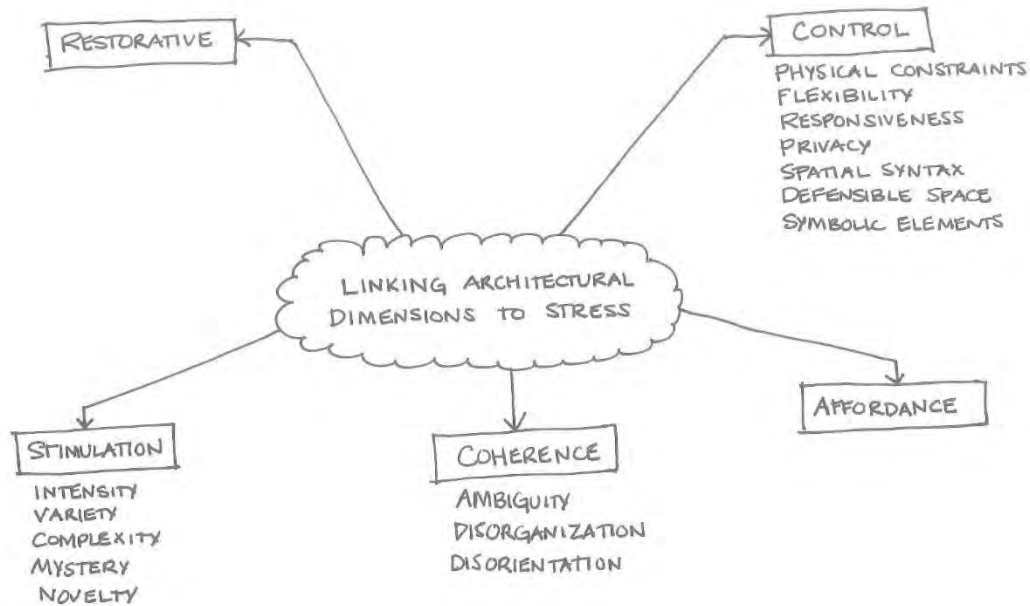 RESTORATIVE
CONTROL
PHYSICAL CONSTRAINTS
FLEXIBILITY
RESPONSIVENESS
PRIVACY
SPATIAL SYNTAX
DEFENSIBLE SPACE
SYMBOLIC ELEMENTS
LINKING ARCHITECTURAL
DIMENSIONS TO STRESS
AFFORDANCE
STIMULATION
INTENSITY
VARIETY
COMPLEXITY
MYSTERY
NOVELTY
COHERENCE
AMBIGUITY
DISORGANIZATION
DISORIENTATION